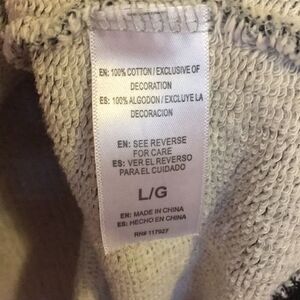 EN: 100% COTTON / EXCLUSIVE OF
DECORATION
ES: 100% ALGODON / EXCLUYE LA
DECORACION
EN: SEE REVERSE
FOR CARE
ES: VER EL REVERSO
PARA EL CUIDADO
L/G
EN: MADE IN CHINA
ES: HECHO EN CHINA
RN# 117927